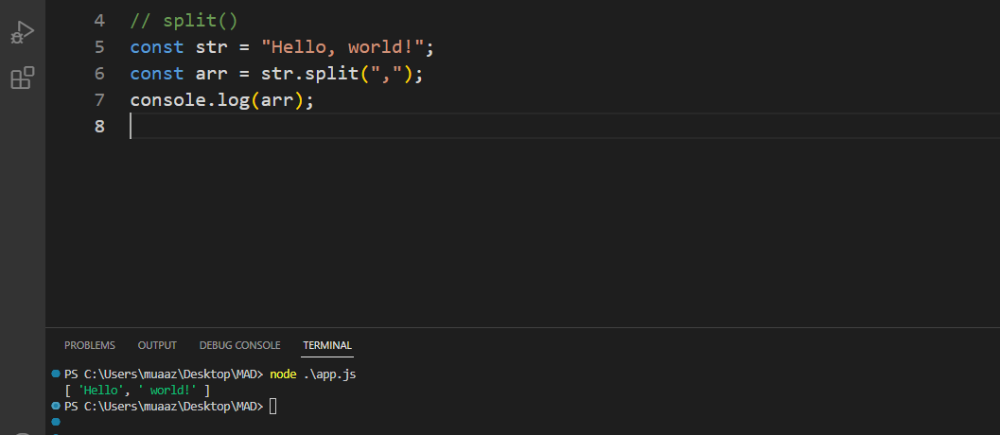 4 // split()
5 const str = "Hello, world!";
6 const arr = str.split(",");
7 console.log(arr);
8
PROBLEMS OUTPUT DEBUG CONSOLE TERMINAL
PS C:\Users\muaaz\Desktop\MAD> node .\app.js
[ 'Hello', ' world!' ]
PS C:\Users\muaaz\Desktop\MAD>